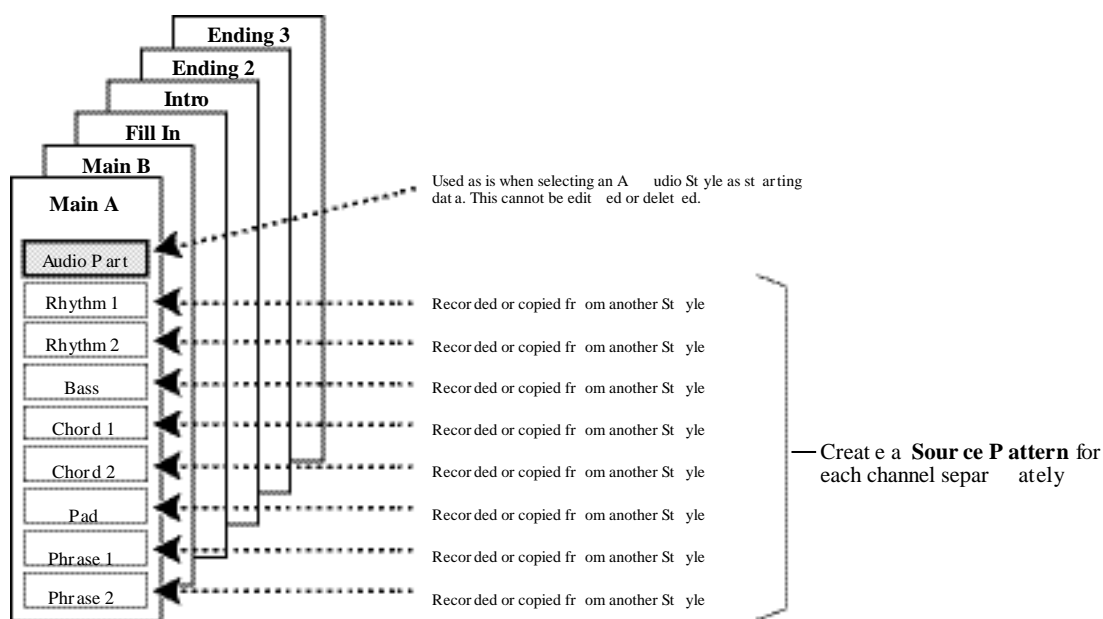 Ending 3
Ending 2
Intro
Fill In
Main B
Main A
Used as is when selecting an Audio Style as starting
data. This cannot be edited or deleted.
Audio Part
Rhythm 1
Recorded or copied from another Style
Rhythm 2
Recorded or copied from another Style
Bass
Recorded or copied from another Style
Chord 1
Recorded or copied from another Style
Chord 2
Recorded or copied from another Style
Pad
Recorded or copied from another Style
Phrase 1
Recorded or copied from another Style
Phrase 2
Recorded or copied from another Style
Create a Source Pattern for
each channel separately